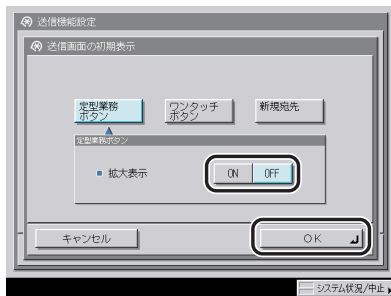 送信機能設定
送信画面の初期表示
定型業務
ボタン
ワンタッチ
ボタン
新規宛先
定型業務ボタン
拡大表示
ON
OFF
キャンセル
OK
システム状況/中止